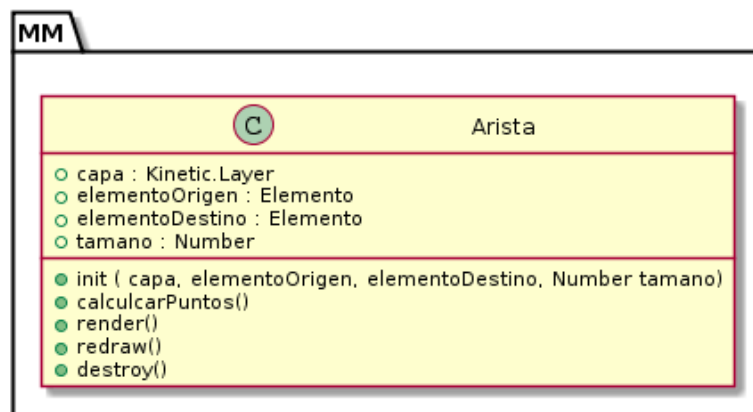 MM
C Arista
capa : Kinetic.Layer
elementoOrigen : Elemento
elementoDestino : Elemento
tamano : Number
init ( capa, elementoOrigen, elementoDestino, Number tamano)
calculcarPuntos()
render()
redraw()
destroy()